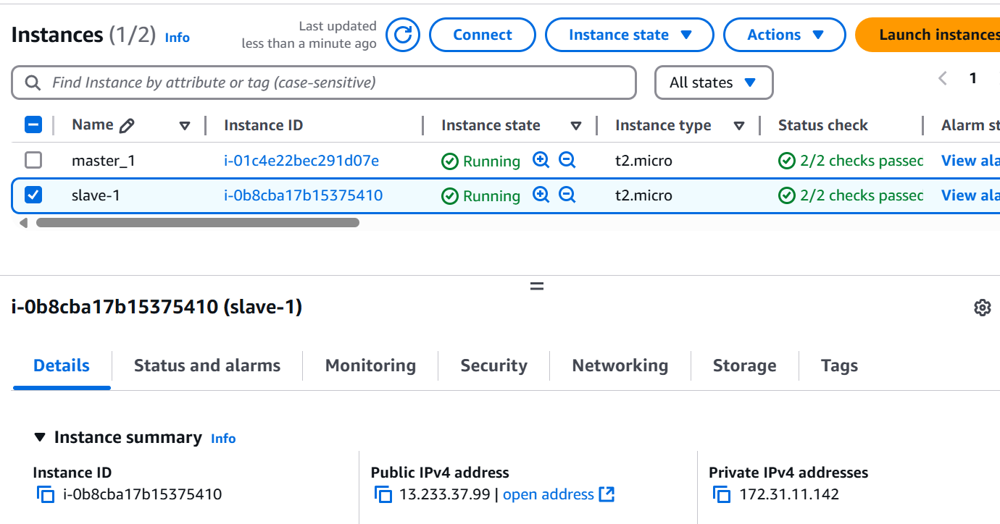 Instances (1/2) Info
Last updated
less than a minute ago
Connect
Instance state
Actions
Launch instances
Find Instance by attribute or tag (case-sensitive)
All states
1
Name Instance ID Instance state Instance type Status check Alarm st
master_1 i-01c4e22bec291d07e Running t2.micro 2/2 checks passed View ala
slave-1 i-0b8cba17b15375410 Running t2.micro 2/2 checks passed View ala
i-0b8cba17b15375410 (slave-1)
Details Status and alarms Monitoring Security Networking Storage Tags
Instance summary Info
Instance ID Public IPv4 address Private IPv4 addresses
i-0b8cba17b15375410 13.233.37.99 | open address 172.31.11.142